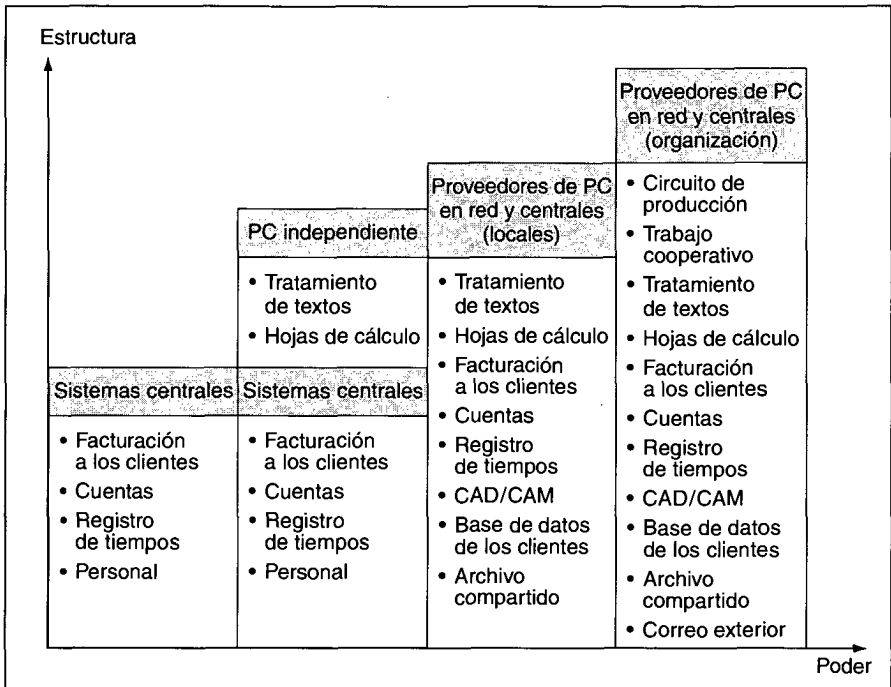 Estructura
Proveedores de PC
en red y centrales
(organización)
• Circuito de
producción
• Trabajo
cooperativo
• Tratamiento
de textos
• Hojas de cálculo
• Facturación
a los clientes
• Cuentas
• Registro
de tiempos
• CAD/CAM
• Base de datos
de los clientes
• Archivo
compartido
• Correo exterior
Proveedores de PC
en red y centrales
(locales)
• Tratamiento
de textos
• Hojas de cálculo
• Facturación
a los clientes
• Cuentas
• Registro
de tiempos
• CAD/CAM
• Base de datos
de los clientes
• Archivo
compartido
PC independiente
• Tratamiento
de textos
• Hojas de cálculo
Sistemas centrales
• Facturación
a los clientes
• Cuentas
• Registro
de tiempos
• Personal
Sistemas centrales
• Facturación
a los clientes
• Cuentas
• Registro
de tiempos
• Personal
Poder